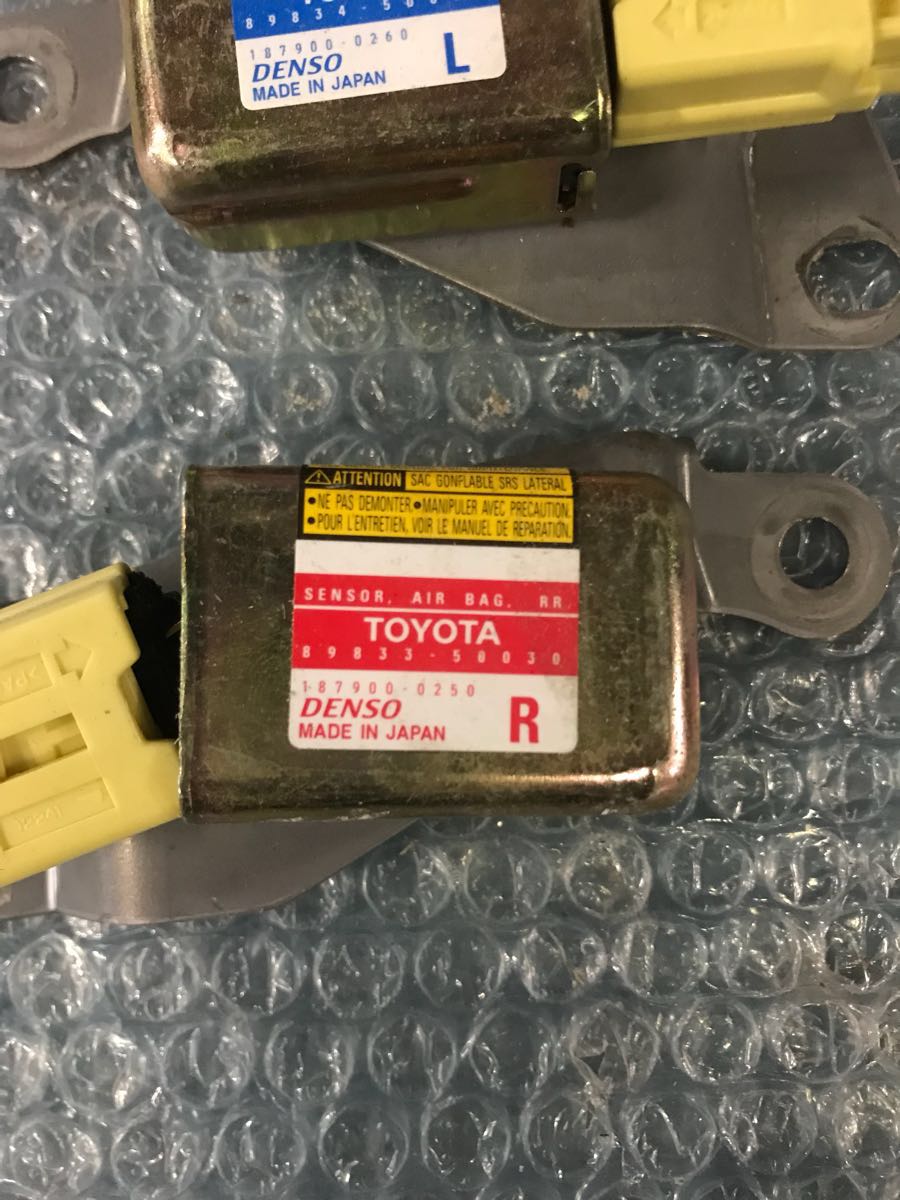 89834-50
187900-0260
DENSO L
MADE IN JAPAN
ATTENTION SAC GONFLABLE SRS LATERAL
•NE PAS DEMONTER •MANIPULER AVEC PRECAUTION.
•POUR L'ENTRETIEN, VOIR LE MANUEL DE REPARATION.
SENSOR, AIR BAG, RR
TOYOTA
89833-50030
187900-0250
DENSO
MADE IN JAPAN R